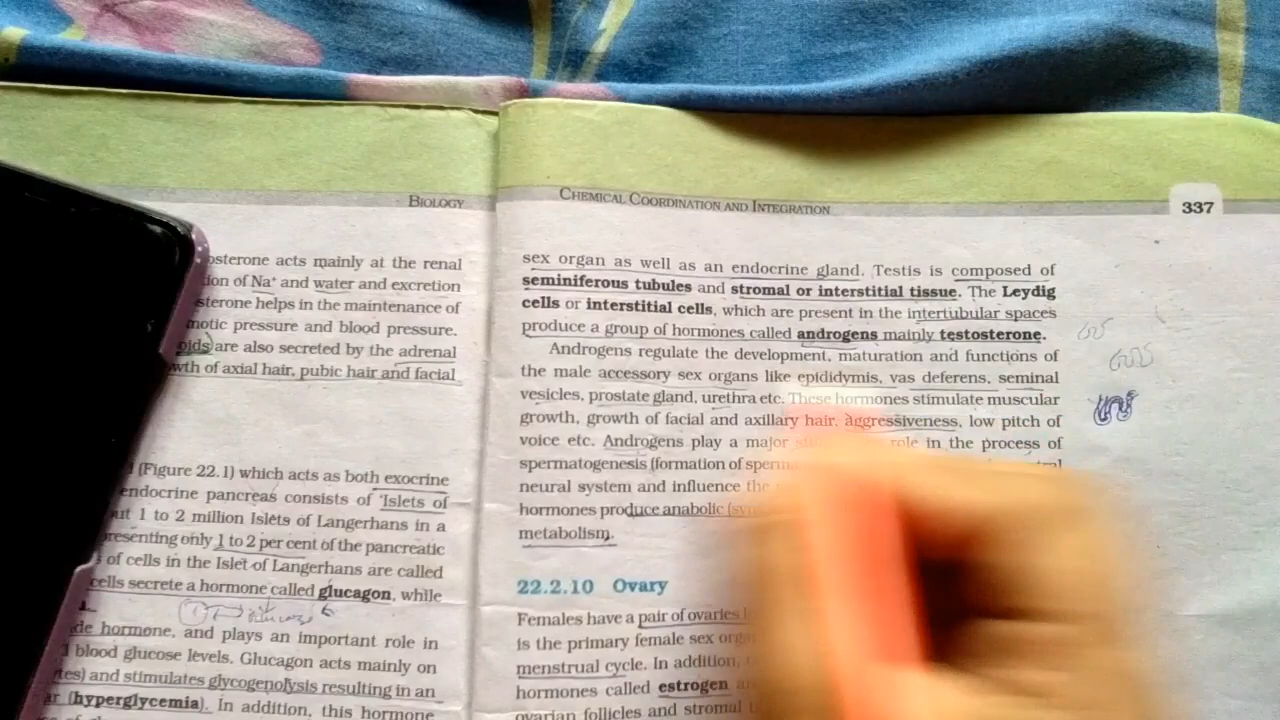 BIOLOGY
osterone acts mainly at the renal
ion of Na⁺ and water and excretion
sterone helps in the maintenance of
motic pressure and blood pressure.
oids are also secreted by the adrenal
wth of axial hair, pubic hair and facial
(Figure 22.1) which acts as both exocrine
endocrine pancreas consists of 'Islets of
ut 1 to 2 million Islets of Langerhans in a
resenting only 1 to 2 per cent of the pancreatic
of cells in the Islet of Langerhans are called
cells secrete a hormone called glucagon, while
de hormone, and plays an important role in
blood glucose levels. Glucagon acts mainly on
tes) and stimulates glycogenolysis resulting in an
ar (hyperglycemia). In addition, this hormone
CHEMICAL COORDINATION AND INTEGRATION
337
sex organ as well as an endocrine gland. Testis is composed of
seminiferous tubules and stromal or interstitial tissue. The Leydig
cells or interstitial cells, which are present in the intertubular spaces
produce a group of hormones called androgens mainly testosterone.
Androgens regulate the development, maturation and functions of
the male accessory sex organs like epididymis, vas deferens, seminal
vesicles, prostate gland, urethra etc. These hormones stimulate muscular
growth, growth of facial and axillary hair, aggressiveness, low pitch of
voice etc. Androgens play a major role in the process of
spermatogenesis (formation of sperm
neural system and influence the
hormones produce anabolic (syn
metabolism.
22.2.10 Ovary
Females have a pair of ovaries
is the primary female sex orga
menstrual cycle. In addition,
hormones called estrogen
ovarian follicles and stromal